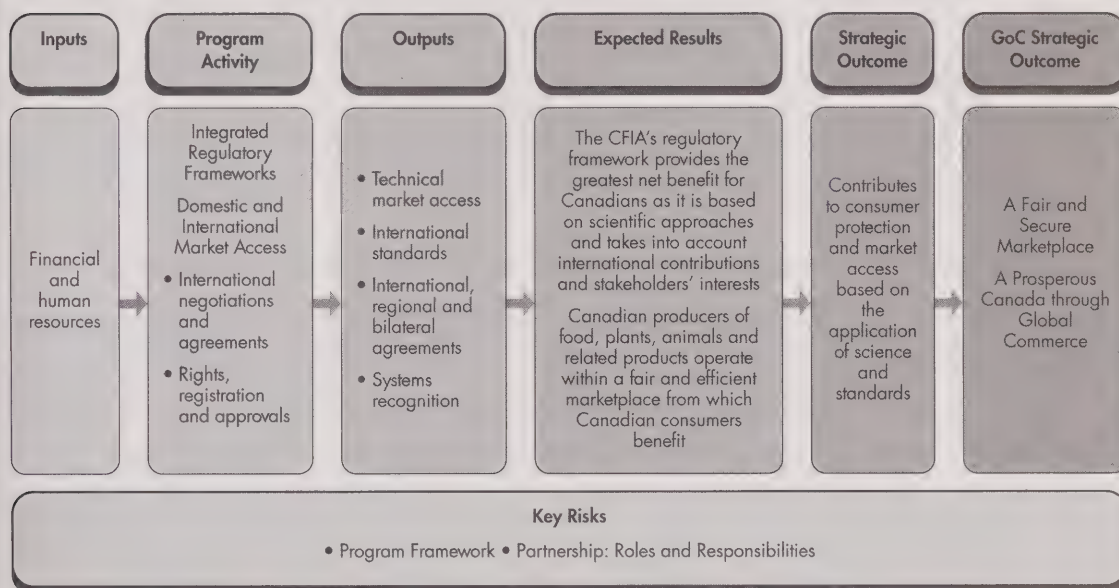 Inputs
Program
Activity
Outputs
Expected Results
Strategic
Outcome
GoC Strategic
Outcome
Financial
and
human
resources
Integrated
Regulatory
Frameworks
Domestic and
International
Market Access
• International
negotiations
and
agreements
• Rights,
registration
and approvals
• Technical
market access
• International
standards
• International,
regional and
bilateral
agreements
• Systems
recognition
The CFIA's regulatory
framework provides the
greatest net benefit for
Canadians as it is based
on scientific approaches
and takes into account
international contributions
and stakeholders' interests
Canadian producers of
food, plants, animals and
related products operate
within a fair and efficient
marketplace from which
Canadian consumers
benefit
Contributes
to consumer
protection
and market
access
based on
the
application
of science
and
standards
A Fair and
Secure
Marketplace
A Prosperous
Canada through
Global
Commerce
Key Risks
• Program Framework • Partnership: Roles and Responsibilities